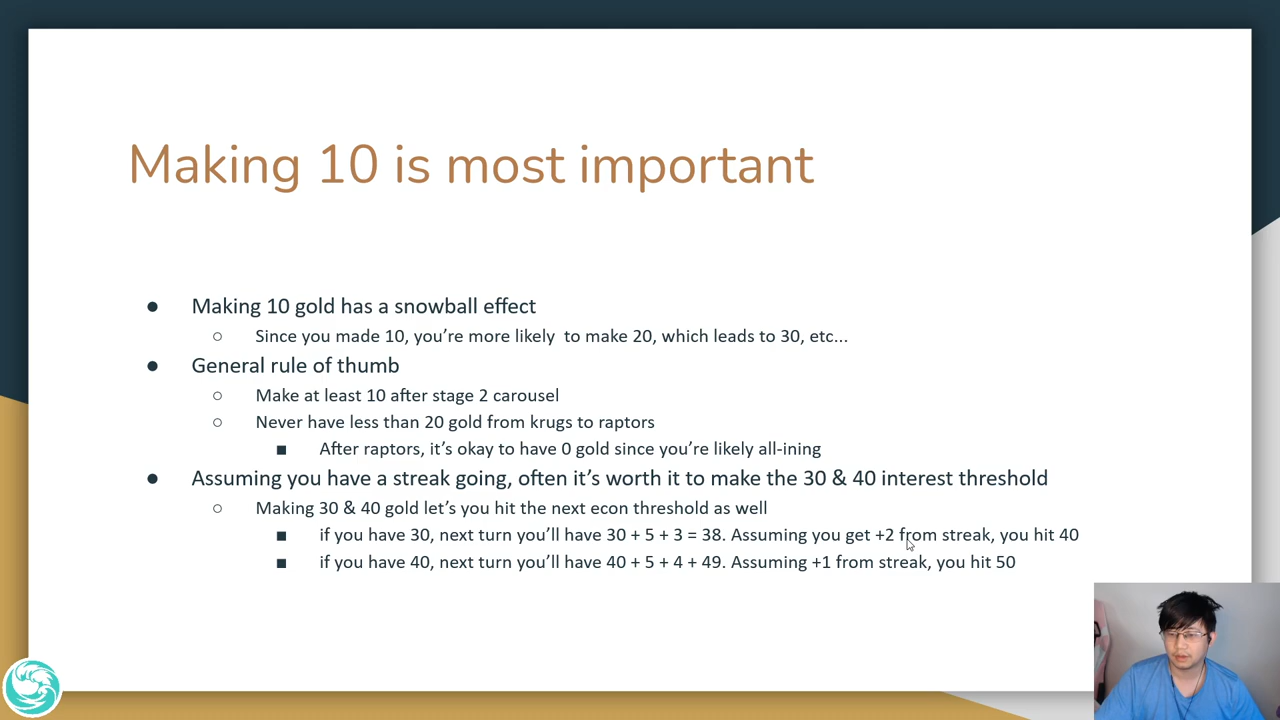 Making 10 is most important
● Making 10 gold has a snowball effect
○ Since you made 10, you're more likely  to make 20, which leads to 30, etc...
● General rule of thumb
○ Make at least 10 after stage 2 carousel
○ Never have less than 20 gold from krugs to raptors
■ After raptors, it's okay to have 0 gold since you're likely all-ining
● Assuming you have a streak going, often it's worth it to make the 30 & 40 interest threshold
○ Making 30 & 40 gold let's you hit the next econ threshold as well
■ if you have 30, next turn you'll have 30 + 5 + 3 = 38. Assuming you get +2 from streak, you hit 40
■ if you have 40, next turn you'll have 40 + 5 + 4 + 49. Assuming +1 from streak, you hit 50